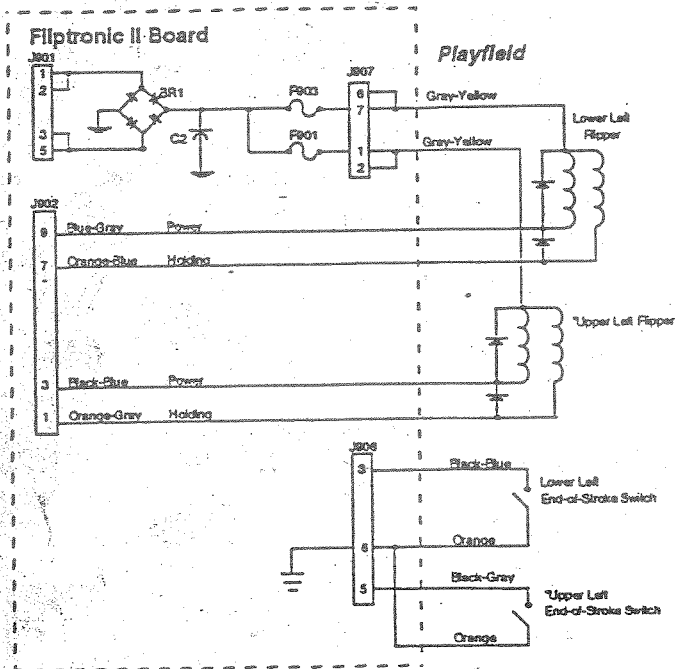 Fliptronic II Board
Playfield
J901
1
2
3
5
BR1
C2
F903
F901
J907
6
7
1
2
Gray-Yellow
Gray-Yellow
Lower Left
Flipper
J902
9
Blue-Gray Power
7
Orange-Blue Holding
*Upper Left Flipper
3
Black-Blue Power
1
Orange-Gray Holding
J906
3
Black-Blue
Lower Left
End-of-Stroke Switch
6
Orange
5
Black-Gray
*Upper Left
End-of-Stroke Switch
Orange